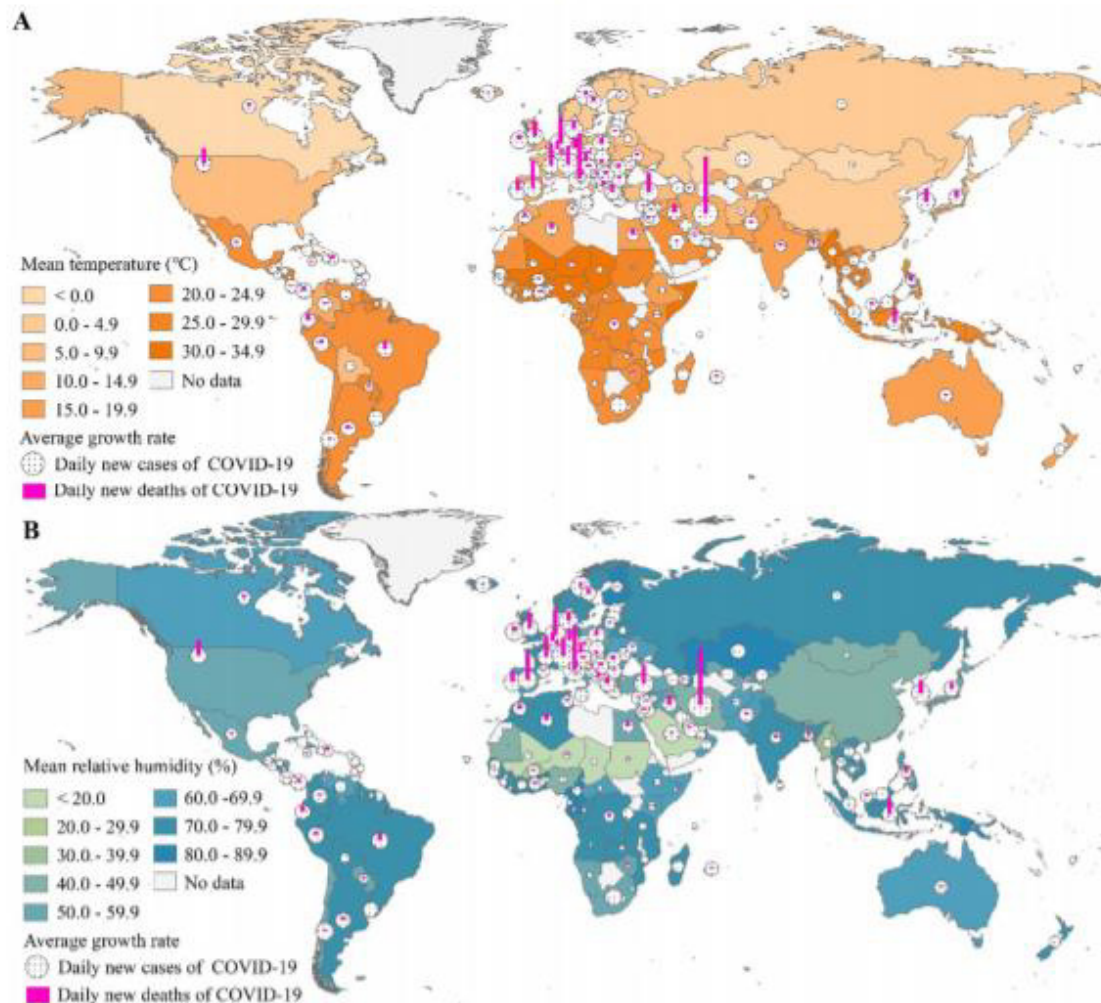 A
Mean temperature (°C)
< 0.0
0.0 - 4.9
5.0 - 9.9
10.0 - 14.9
15.0 - 19.9
20.0 - 24.9
25.0 - 29.9
30.0 - 34.9
No data
Average growth rate
Daily new cases of COVID-19
Daily new deaths of COVID-19
B
Mean relative humidity (%)
< 20.0
20.0 - 29.9
30.0 - 39.9
40.0 - 49.9
50.0 - 59.9
60.0 -69.9
70.0 - 79.9
80.0 - 89.9
No data
Average growth rate
Daily new cases of COVID-19
Daily new deaths of COVID-19